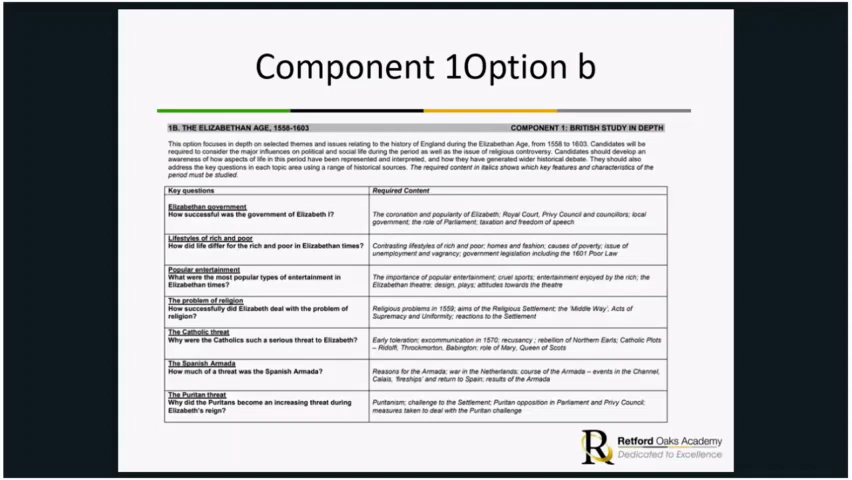 Component 1Option b
1B. THE ELIZABETHAN AGE, 1558-1603 COMPONENT 1: BRITISH STUDY IN DEPTH
This option focuses in depth on selected themes and issues relating to the history of England during the Elizabethan Age, from 1558 to 1603. Candidates will be
required to consider the major influences on political and social life during the period as well as the issue of religious controversy. Candidates should develop an
awareness of how aspects of life in this period have been represented and interpreted, and how they have generated wider historical debate. They should also
address the key questions in each topic area using a range of historical sources. The required content in italics shows which key features and characteristics of the
period must be studied.
Key questions Required Content
Elizabethan government
How successful was the government of Elizabeth I?
The coronation and popularity of Elizabeth; Royal Court, Privy Council and councillors; local
government; the role of Parliament; taxation and freedom of speech
Lifestyles of rich and poor
How did life differ for the rich and poor in Elizabethan times?
Contrasting lifestyles of rich and poor; homes and fashion; causes of poverty; issue of
unemployment and vagrancy; government legislation including the 1601 Poor Law
Popular entertainment
What were the most popular types of entertainment in
Elizabethan times?
The importance of popular entertainment; cruel sports; entertainment enjoyed by the rich; the
Elizabethan theatre; design, plays; attitudes towards the theatre
The problem of religion
How successfully did Elizabeth deal with the problem of
religion?
Religious problems in 1559; aims of the Religious Settlement; the 'Middle Way', Acts of
Supremacy and Uniformity; reactions to the Settlement
The Catholic threat
Why were the Catholics such a serious threat to Elizabeth?
Early toleration; excommunication in 1570; recusancy ; rebellion of Northern Earls; Catholic Plots
– Ridolfi, Throckmorton, Babington; role of Mary, Queen of Scots
The Spanish Armada
How much of a threat was the Spanish Armada?
Reasons for the Armada; war in the Netherlands; course of the Armada – events in the Channel,
Calais, 'fireships' and return to Spain; results of the Armada
The Puritan threat
Why did the Puritans become an increasing threat during
Elizabeth's reign?
Puritanism; challenge to the Settlement; Puritan opposition in Parliament and Privy Council;
measures taken to deal with the Puritan challenge
Retford Oaks Academy
Dedicated to Excellence